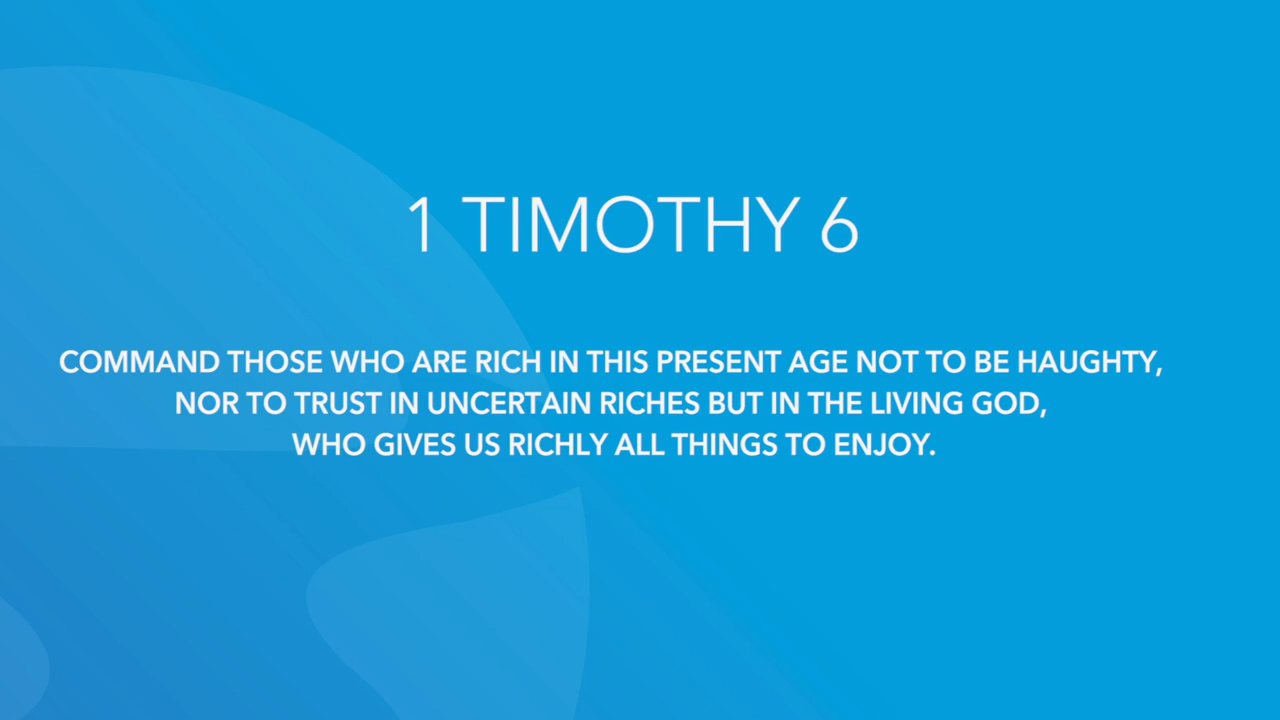 1 TIMOTHY 6
COMMAND THOSE WHO ARE RICH IN THIS PRESENT AGE NOT TO BE HAUGHTY,
NOR TO TRUST IN UNCERTAIN RICHES BUT IN THE LIVING GOD,
WHO GIVES US RICHLY ALL THINGS TO ENJOY.